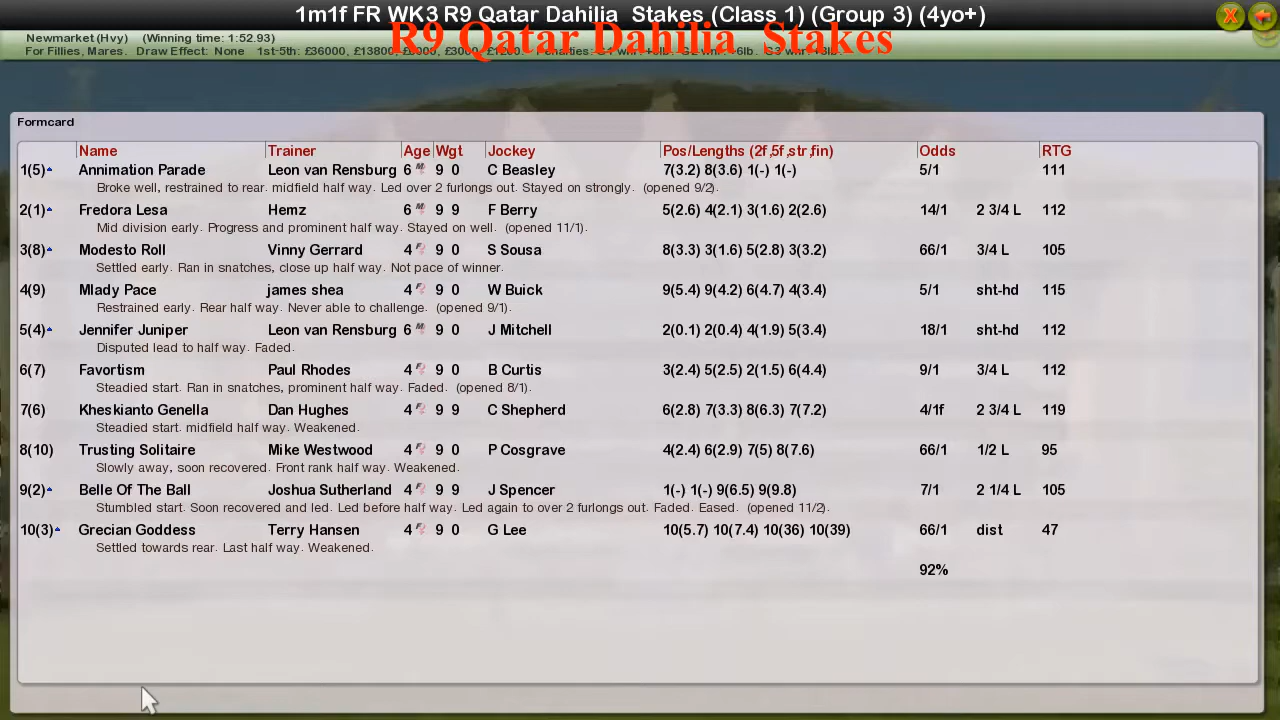 1m1f FR WK3 R9 Qatar Dahilia Stakes (Class 1) (Group 3) (4yo+)
R9 Qatar Dahilia Stakes
Newmarket (Hvy) (Winning time: 1:52.93)
For Fillies, Mares. Draw Effect: None 1st-5th: £36000, £13800,
Formcard
Name Trainer Age Wgt Jockey Pos/Lengths (2f,5f,str,fin) Odds RTG
1(5) Annimation Parade Leon van Rensburg 6 9 0 C Beasley 7(3.2) 8(3.6) 1(-) 1(-) 5/1 111
Broke well, restrained to rear. midfield half way. Led over 2 furlongs out. Stayed on strongly. (opened 9/2).
2(1) Fredora Lesa Hemz 6 9 9 F Berry 5(2.6) 4(2.1) 3(1.6) 2(2.6) 14/1 2 3/4 L 112
Mid division early. Progress and prominent half way. Stayed on well. (opened 11/1).
3(8) Modesto Roll Vinny Gerrard 4 9 0 S Sousa 8(3.3) 3(1.6) 5(2.8) 3(3.2) 66/1 3/4 L 105
Settled early. Ran in snatches, close up half way. Not pace of winner.
4(9) Mlady Pace james shea 4 9 0 W Buick 9(5.4) 9(4.2) 6(4.7) 4(3.4) 5/1 sht-hd 115
Restrained early. Rear half way. Never able to challenge. (opened 9/1).
5(4) Jennifer Juniper Leon van Rensburg 6 9 0 J Mitchell 2(0.1) 2(0.4) 4(1.9) 5(3.4) 18/1 sht-hd 112
Disputed lead to half way. Faded.
6(7) Favortism Paul Rhodes 4 9 0 B Curtis 3(2.4) 5(2.5) 2(1.5) 6(4.4) 9/1 3/4 L 112
Steadied start. Ran in snatches, prominent half way. Faded. (opened 8/1).
7(6) Kheskianto Genella Dan Hughes 4 9 9 C Shepherd 6(2.8) 7(3.3) 8(6.3) 7(7.2) 4/1f 2 3/4 L 119
Steadied start. midfield half way. Weakened.
8(10) Trusting Solitaire Mike Westwood 4 9 0 P Cosgrave 4(2.4) 6(2.9) 7(5) 8(7.6) 66/1 1/2 L 95
Slowly away, soon recovered. Front rank half way. Weakened.
9(2) Belle Of The Ball Joshua Sutherland 4 9 9 J Spencer 1(-) 1(-) 9(6.5) 9(9.8) 7/1 2 1/4 L 105
Stumbled start. Soon recovered and led. Led before half way. Led again to over 2 furlongs out. Faded. Eased. (opened 11/2).
10(3) Grecian Goddess Terry Hansen 4 9 0 G Lee 10(5.7) 10(7.4) 10(36) 10(39) 66/1 dist 47
Settled towards rear. Last half way. Weakened.
92%